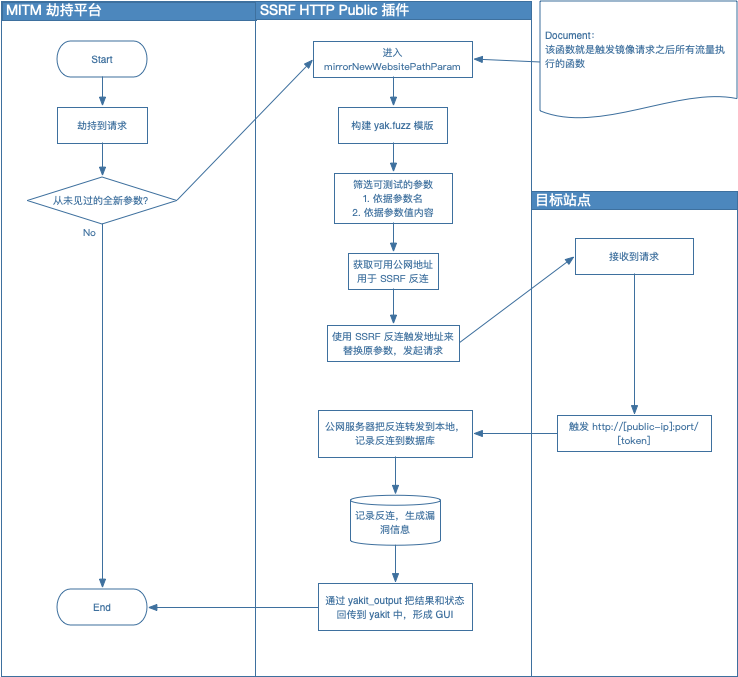 MITM 劫持平台
Start
劫持到请求
从未见过的全新参数?
No
End
SSRF HTTP Public 插件
进入
mirrorNewWebsitePathParam
构建 yak.fuzz 模版
筛选可测试的参数
1. 依据参数名
2. 依据参数值内容
获取可用公网地址
用于 SSRF 反连
使用 SSRF 反连触发地址来
替换原参数，发起请求
公网服务器把反连转发到本地，
记录反连到数据库
记录反连，生成漏
洞信息
通过 yakit_output 把结果和状态
回传到 yakit 中，形成 GUI
Document：
该函数就是触发镜像请求之后所有流量执
行的函数
目标站点
接收到请求
触发 http://[public-ip]:port/
[token]